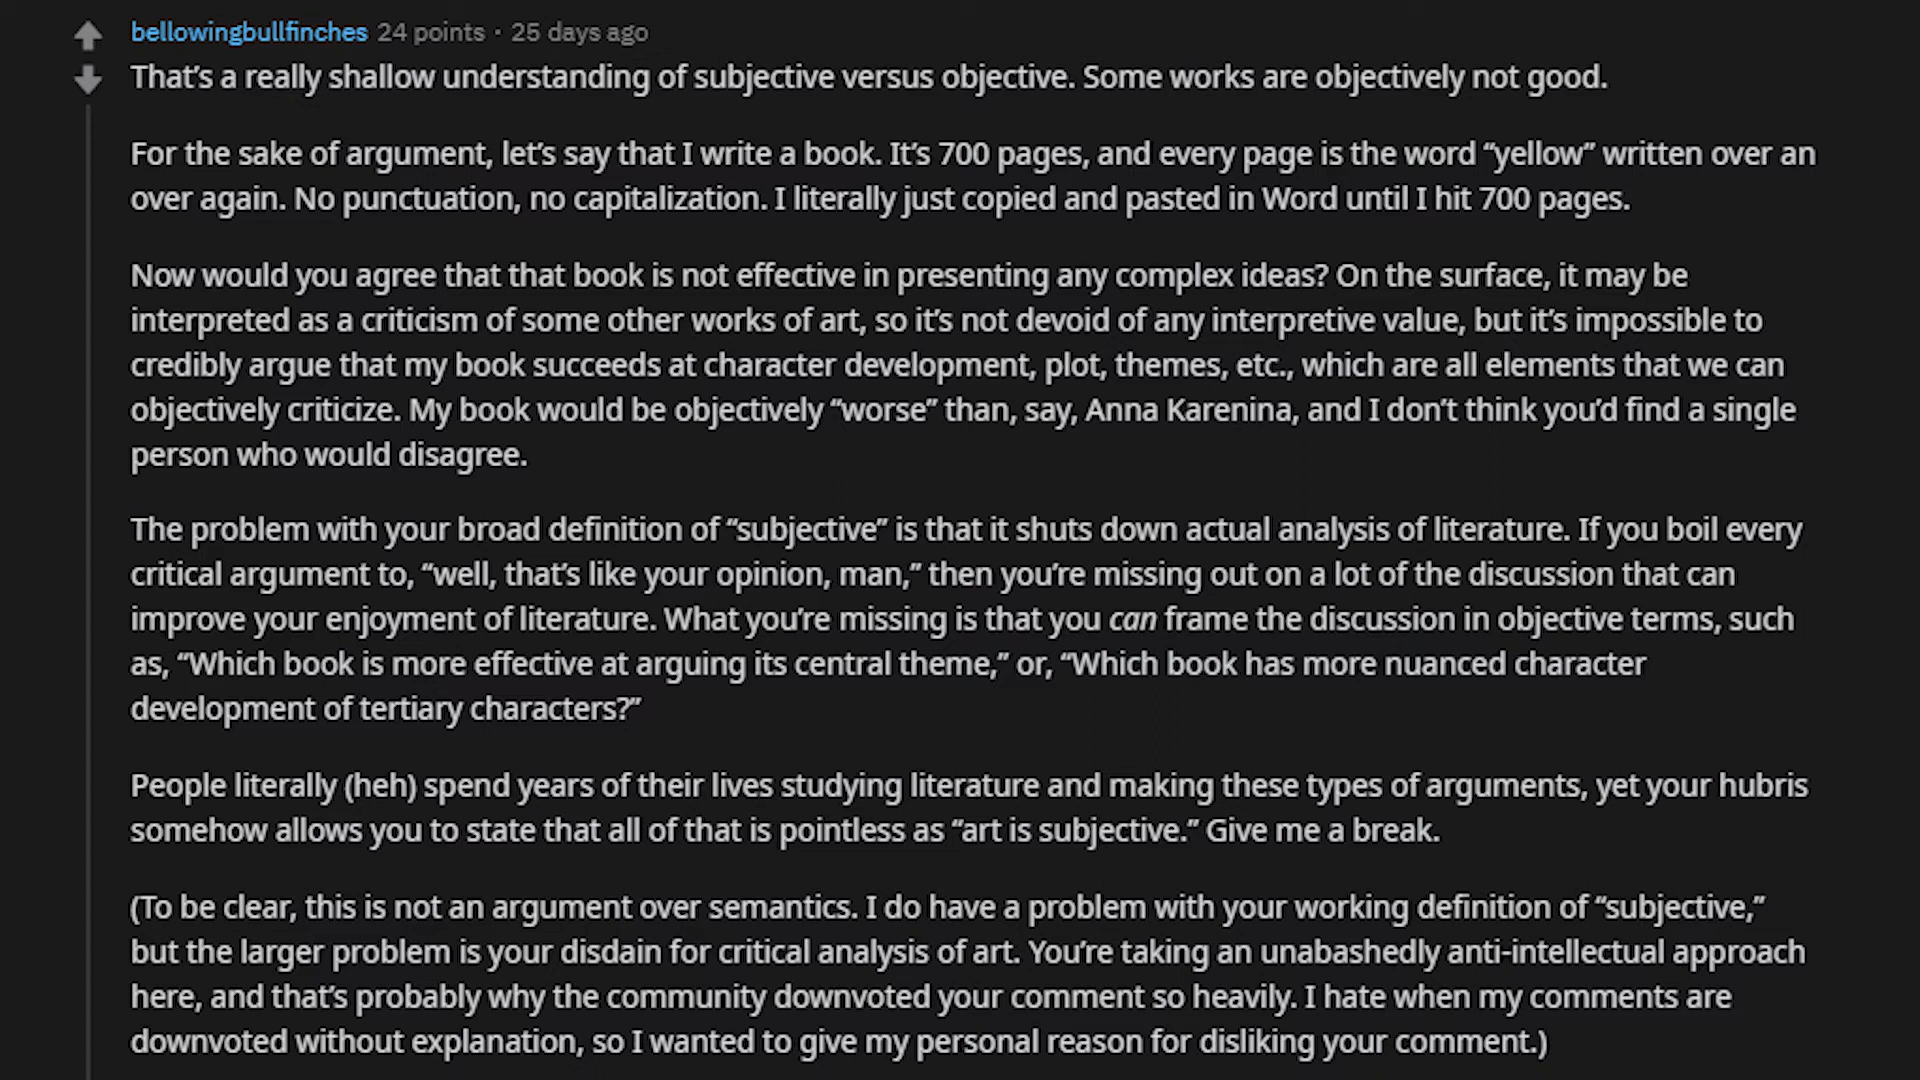 bellowingbullfinches 24 points · 25 days ago
That's a really shallow understanding of subjective versus objective. Some works are objectively not good.
For the sake of argument, let's say that I write a book. It's 700 pages, and every page is the word “yellow” written over an
over again. No punctuation, no capitalization. I literally just copied and pasted in Word until I hit 700 pages.
Now would you agree that that book is not effective in presenting any complex ideas? On the surface, it may be
interpreted as a criticism of some other works of art, so it's not devoid of any interpretive value, but it's impossible to
credibly argue that my book succeeds at character development, plot, themes, etc., which are all elements that we can
objectively criticize. My book would be objectively “worse” than, say, Anna Karenina, and I don't think you'd find a single
person who would disagree.
The problem with your broad definition of “subjective” is that it shuts down actual analysis of literature. If you boil every
critical argument to, “well, that's like your opinion, man,” then you're missing out on a lot of the discussion that can
improve your enjoyment of literature. What you're missing is that you can frame the discussion in objective terms, such
as, “Which book is more effective at arguing its central theme,” or, “Which book has more nuanced character
development of tertiary characters?”
People literally (heh) spend years of their lives studying literature and making these types of arguments, yet your hubris
somehow allows you to state that all of that is pointless as “art is subjective.” Give me a break.
(To be clear, this is not an argument over semantics. I do have a problem with your working definition of “subjective,”
but the larger problem is your disdain for critical analysis of art. You're taking an unabashedly anti-intellectual approach
here, and that's probably why the community downvoted your comment so heavily. I hate when my comments are
downvoted without explanation, so I wanted to give my personal reason for disliking your comment.)